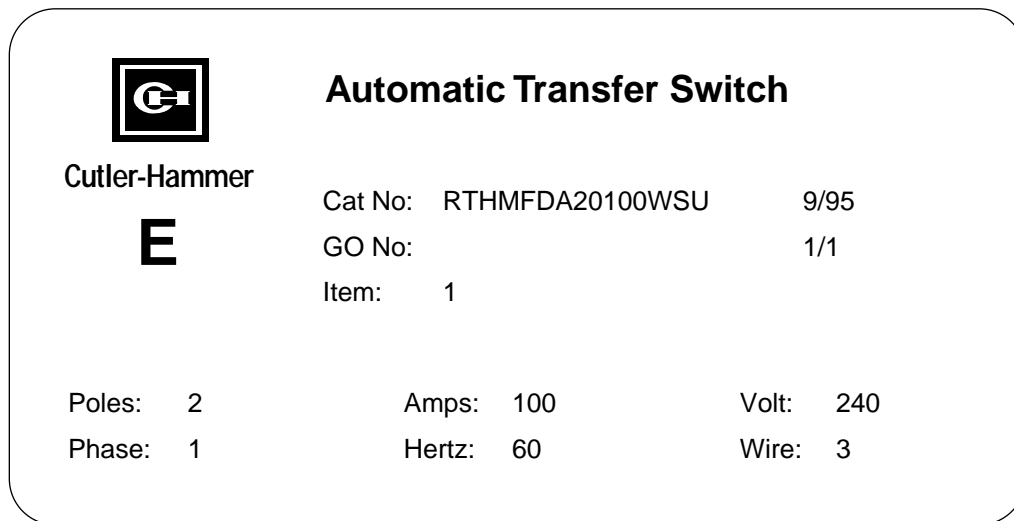 Automatic Transfer Switch
Cutler-Hammer
E
Cat No: RTHMFDA20100WSU 9/95
GO No: 1/1
Item: 1
Poles: 2 Amps: 100 Volt: 240
Phase: 1 Hertz: 60 Wire: 3